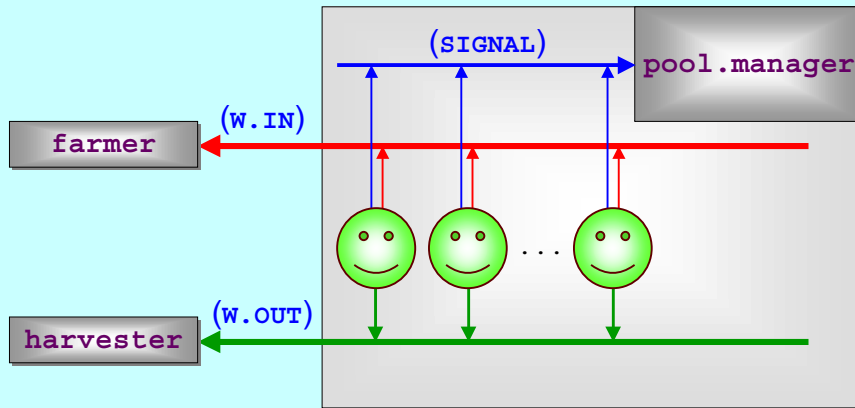 (SIGNAL)
pool.manager
(W.IN)
farmer
...
(W.OUT)
harvester